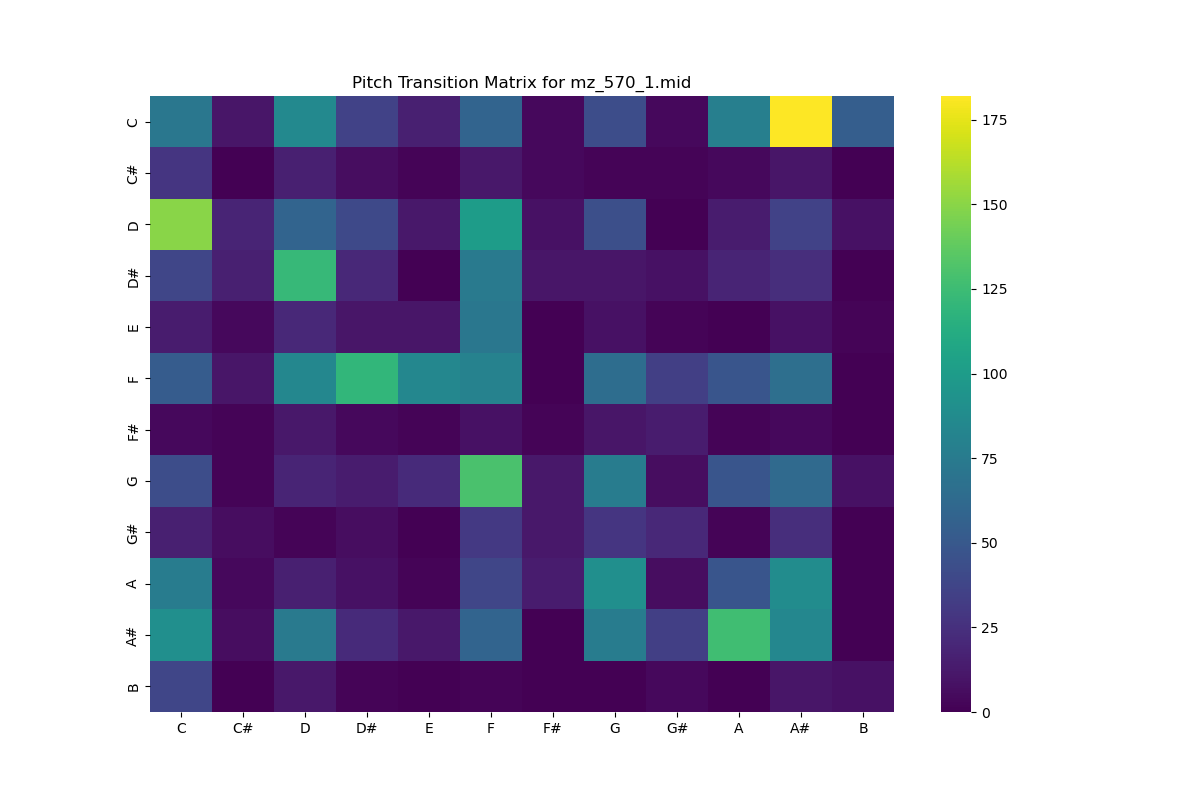 Pitch Transition Matrix for mz_570_1.mid
C
C#
D
D#
E
F
F#
G
G#
A
A#
B
C C# D D# E F F# G G# A A# B
175
150
125
100
75
50
25
0